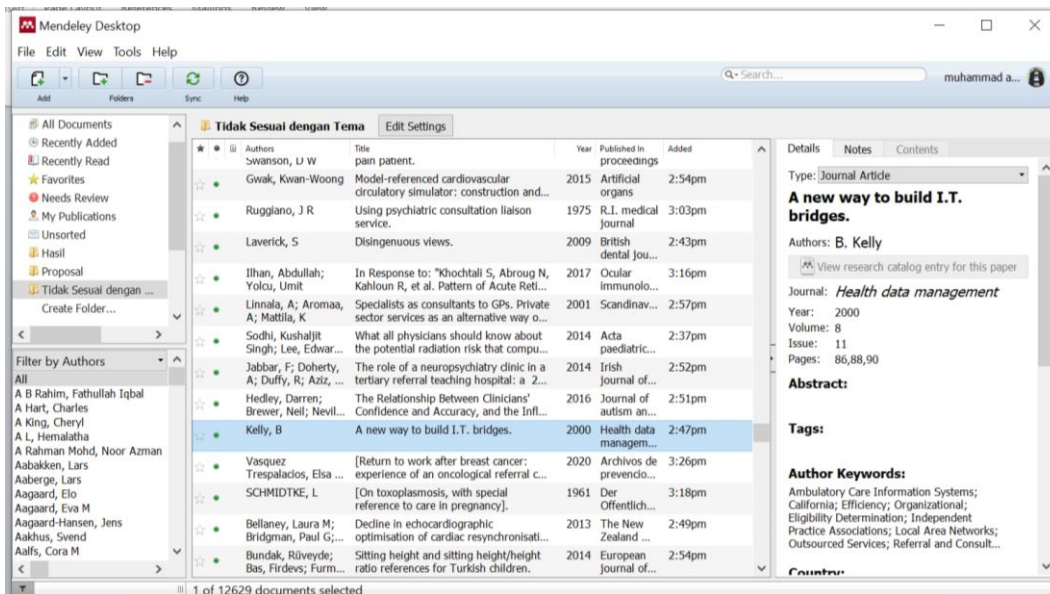 Page Layout References Mailings Review View
Mendeley Desktop
File Edit View Tools Help
Add
Folders
Sync
Help
Search...
muhammad a...
All Documents
Recently Added
Recently Read
Favorites
Needs Review
My Publications
Unsorted
Hasil
Proposal
Tidak Sesuai dengan ...
Create Folder...
Filter by Authors
All
A B Rahim, Fathullah Iqbal
A Hart, Charles
A King, Cheryl
A L, Hemalatha
A Rahman Mohd, Noor Azman
Aabakken, Lars
Aaberge, Lars
Aagaard, Elo
Aagaard, Eva M
Aagaard-Hansen, Jens
Aakhus, Svend
Aalfs, Cora M
Tidak Sesuai dengan Tema Edit Settings
Authors Title Year Published In Added
Swanson, D W pain patient. proceedings
Gwak, Kwan-Woong Model-referenced cardiovascular 2015 Artificial 2:54pm
circulatory simulator: construction and... organs
Ruggiano, J R Using psychiatric consultation liaison 1975 R.I. medical 3:03pm
service. journal
Laverick, S Disingenuous views. 2009 British 2:43pm
dental jou...
Ilhan, Abdullah; In Response to: "Khochtali S, Abroug N, 2017 Ocular 3:16pm
Yolcu, Umit Kahloun R, et al. Pattern of Acute Reti... immunolo...
Linnala, A; Aromaa, Specialists as consultants to GPs. Private 2001 Scandinav... 2:57pm
A; Mattila, K sector services as an alternative way o...
Sodhi, Kushaljit What all physicians should know about 2014 Acta 2:37pm
Singh; Lee, Edwar... the potential radiation risk that compu... paediatric...
Jabbar, F; Doherty, The role of a neuropsychiatry clinic in a 2014 Irish 2:52pm
A; Duffy, R; Aziz, ... tertiary referral teaching hospital: a 2... journal of...
Hedley, Darren; The Relationship Between Clinicians' 2016 Journal of 2:51pm
Brewer, Neil; Nevil... Confidence and Accuracy, and the Infl... autism an...
Kelly, B A new way to build I.T. bridges. 2000 Health data 2:47pm
managem...
Vasquez [Return to work after breast cancer: 2020 Archivos de 3:26pm
Trespalacios, Elsa ... experience of an oncological referral c... prevencio...
SCHMIDTKE, L [On toxoplasmosis, with special 1961 Der 3:18pm
reference to care in pregnancy]. Offentlich...
Bellaney, Laura M; Decline in echocardiographic 2013 The New 2:49pm
Bridgman, Paul G;... optimisation of cardiac resynchronisati... Zealand ...
Bundak, Rüveyde; Sitting height and sitting height/height 2014 European 2:54pm
Bas, Firdevs; Furm... ratio references for Turkish children. journal of...
Details Notes Contents
Type: Journal Article
A new way to build I.T.
bridges.
Authors: B. Kelly
View research catalog entry for this paper
Journal: Health data management
Year: 2000
Volume: 8
Issue: 11
Pages: 86,88,90
Abstract:
Tags:
Author Keywords:
Ambulatory Care Information Systems;
California; Efficiency; Organizational;
Eligibility Determination; Independent
Practice Associations; Local Area Networks;
Outsourced Services; Referral and Consult...
Country:
1 of 12629 documents selected